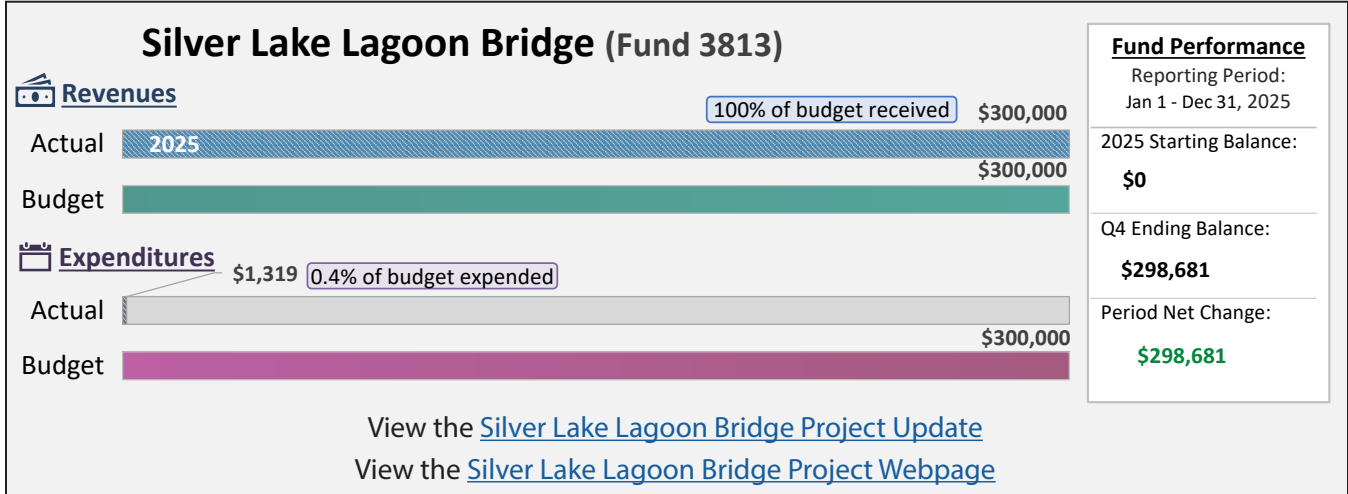 Silver Lake Lagoon Bridge (Fund 3813)
Revenues
100% of budget received $300,000
Actual 2025
$300,000
Budget
Expenditures
$1,319 0.4% of budget expended
Actual
$300,000
Budget
View the Silver Lake Lagoon Bridge Project Update
View the Silver Lake Lagoon Bridge Project Webpage
Fund Performance
Reporting Period:
Jan 1 - Dec 31, 2025
2025 Starting Balance:
$0
Q4 Ending Balance:
$298,681
Period Net Change:
$298,681